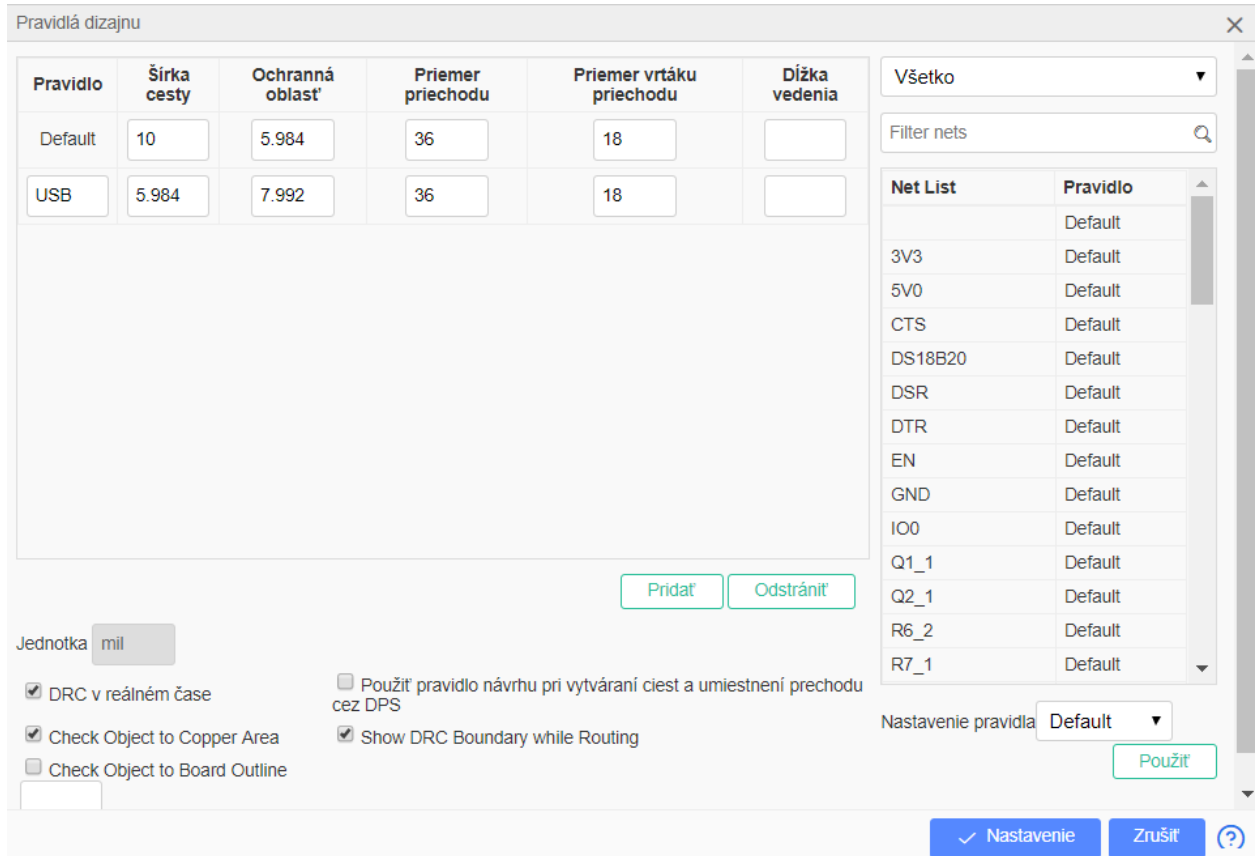 Pravidlá dizajnu
Pravidlo Šírka cesty Ochranná oblasť Priemer priechodu Priemer vrtáku priechodu Dĺžka vedenia
Default 10 5.984 36 18
USB 5.984 7.992 36 18
Pridať Odstrániť
Jednotka mil
DRC v reálném čase
Použiť pravidlo návrhu pri vytváraní ciest a umiestnení prechodu
cez DPS
Check Object to Copper Area
Show DRC Boundary while Routing
Check Object to Board Outline
Všetko
Filter nets
Net List Pravidlo
Default
3V3 Default
5V0 Default
CTS Default
DS18B20 Default
DSR Default
DTR Default
EN Default
GND Default
IO0 Default
Q1_1 Default
Q2_1 Default
R6_2 Default
R7_1 Default
Nastavenie pravidla Default
Použiť
Nastavenie Zrušiť ?